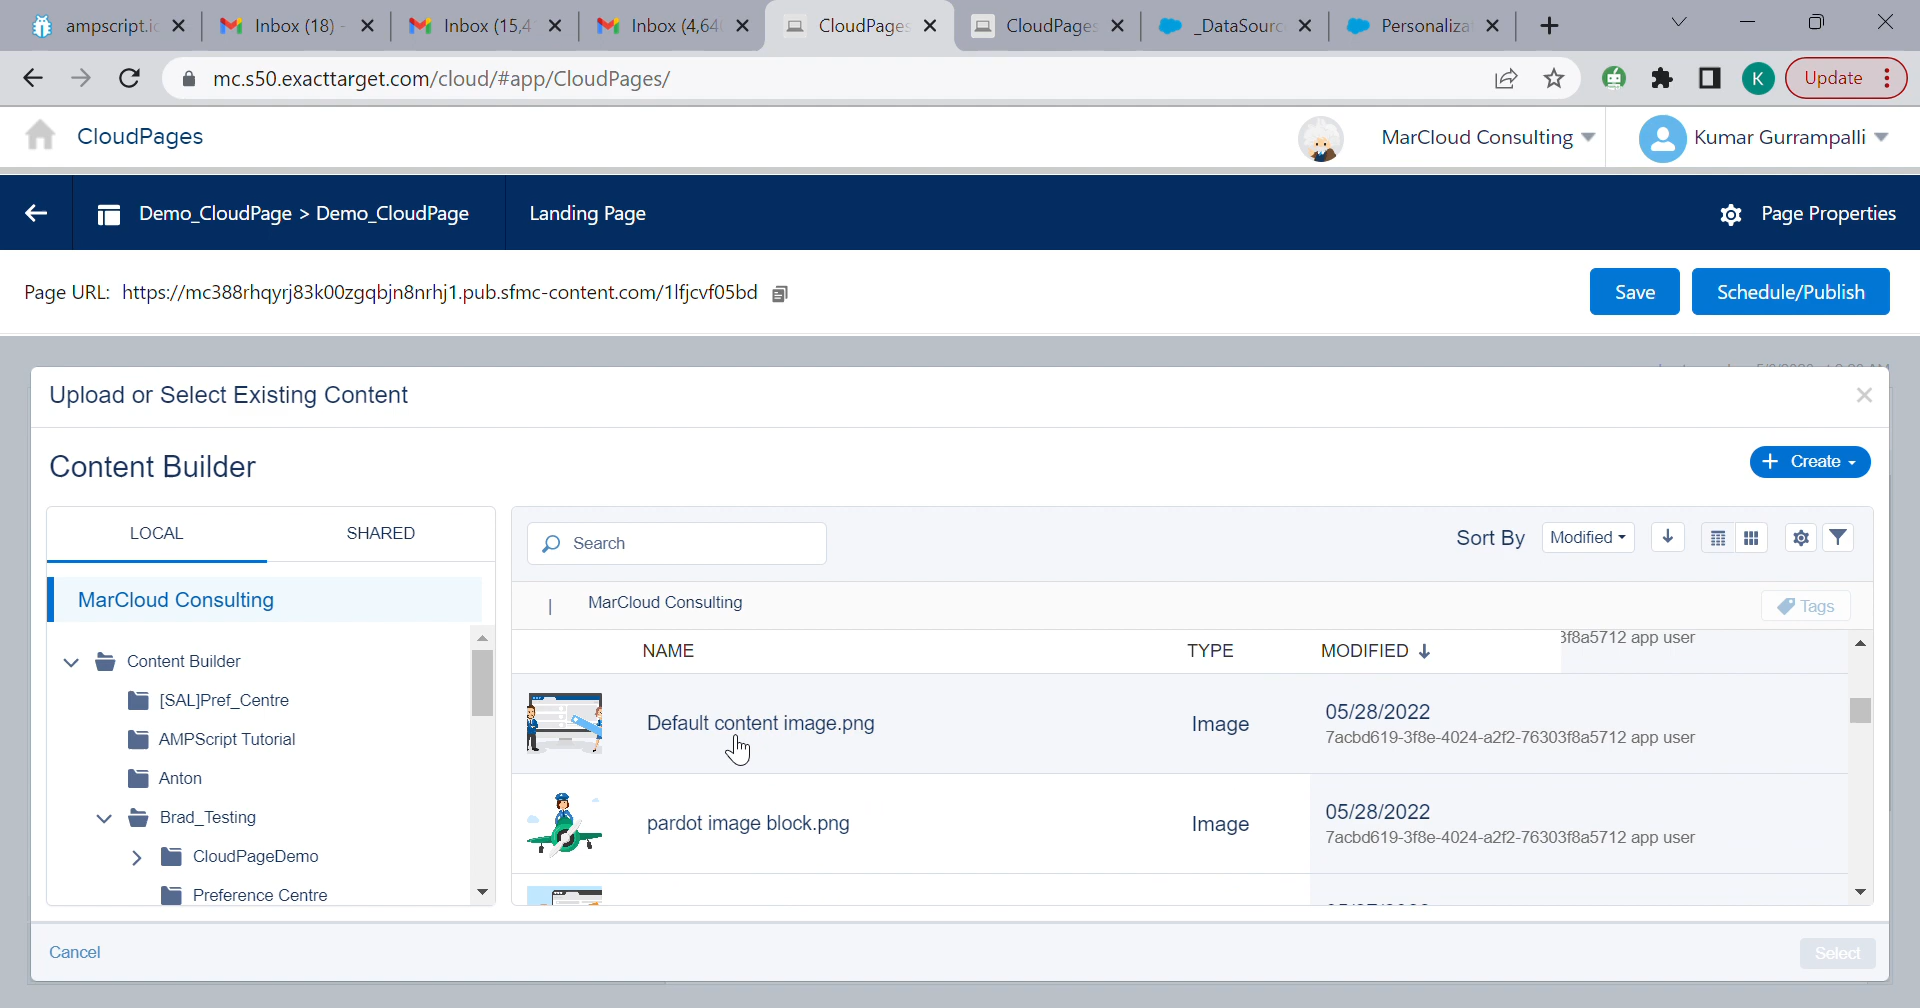 ampscript.ic Inbox (18) - Inbox (15,4 Inbox (4,64 CloudPages CloudPages _DataSourc Personaliza
mc.s50.exacttarget.com/cloud/#app/CloudPages/ K Update
CloudPages MarCloud Consulting Kumar Gurrampalli
Demo_CloudPage > Demo_CloudPage Landing Page Page Properties
Page URL: https://mc388rhqyrj83k00zgqbjn8nrhj1.pub.sfmc-content.com/1lfjcvf05bd Save Schedule/Publish
Upload or Select Existing Content
Content Builder + Create
LOCAL SHARED
Search Sort By Modified
MarCloud Consulting
| MarCloud Consulting Tags
3f8a5712 app user
NAME TYPE MODIFIED
Content Builder
[SAL]Pref_Centre
AMPScript Tutorial
Anton
Brad_Testing
CloudPageDemo
Preference Centre
Default content image.png Image 05/28/2022
7acbd619-3f8e-4024-a2f2-76303f8a5712 app user
pardot image block.png Image 05/28/2022
7acbd619-3f8e-4024-a2f2-76303f8a5712 app user
Cancel Select